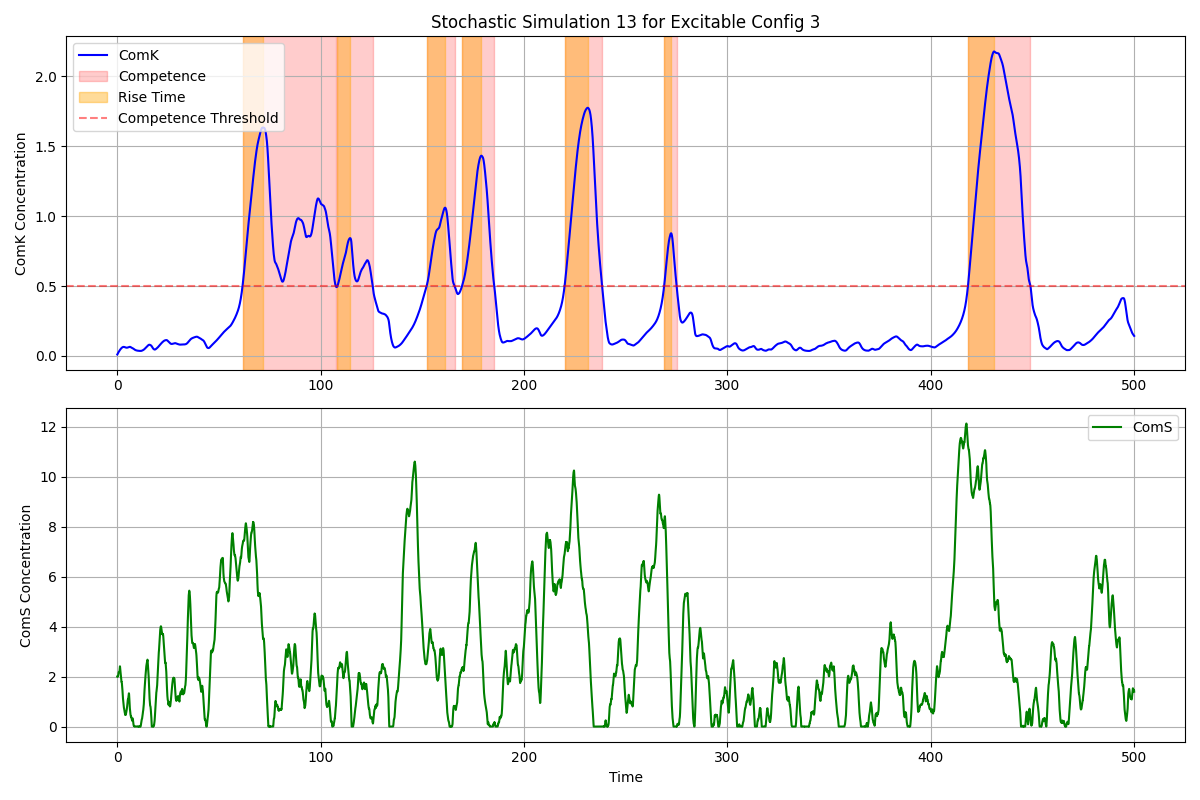 Stochastic Simulation 13 for Excitable Config 3
ComK Concentration
2.0
1.5
1.0
0.5
0.0
ComK
Competence
Rise Time
Competence Threshold
0 100 200 300 400 500
ComS Concentration
12
10
8
6
4
2
0
ComS
0 100 200 300 400 500
Time